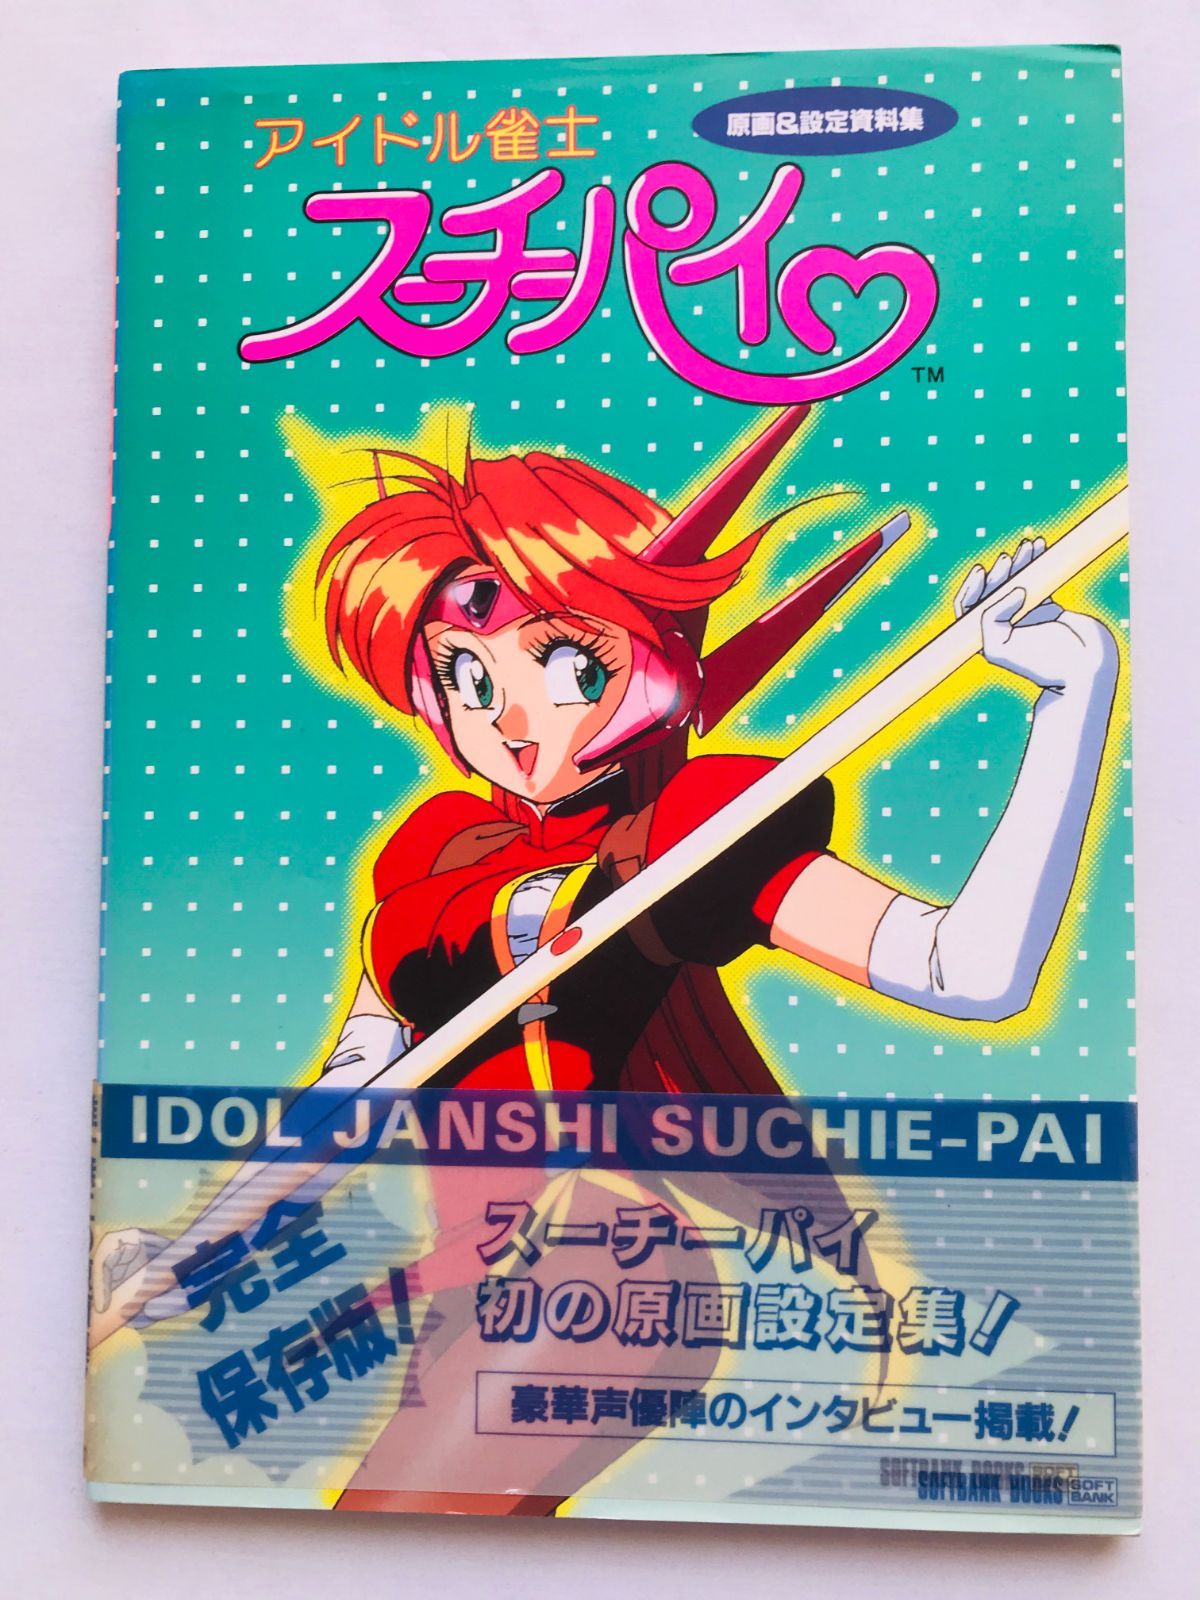 アイドル雀士
原画&設定資料集
スーチーパイ
TM
IDOL JANSHI SUCHIE-PAI
完全
保存版!
スーチーパイ
初の原画設定集!
豪華声優陣のインタビュー掲載!
SOFTBANK BOOKS
SOFTBANK BOOKS
SOFT
BANK